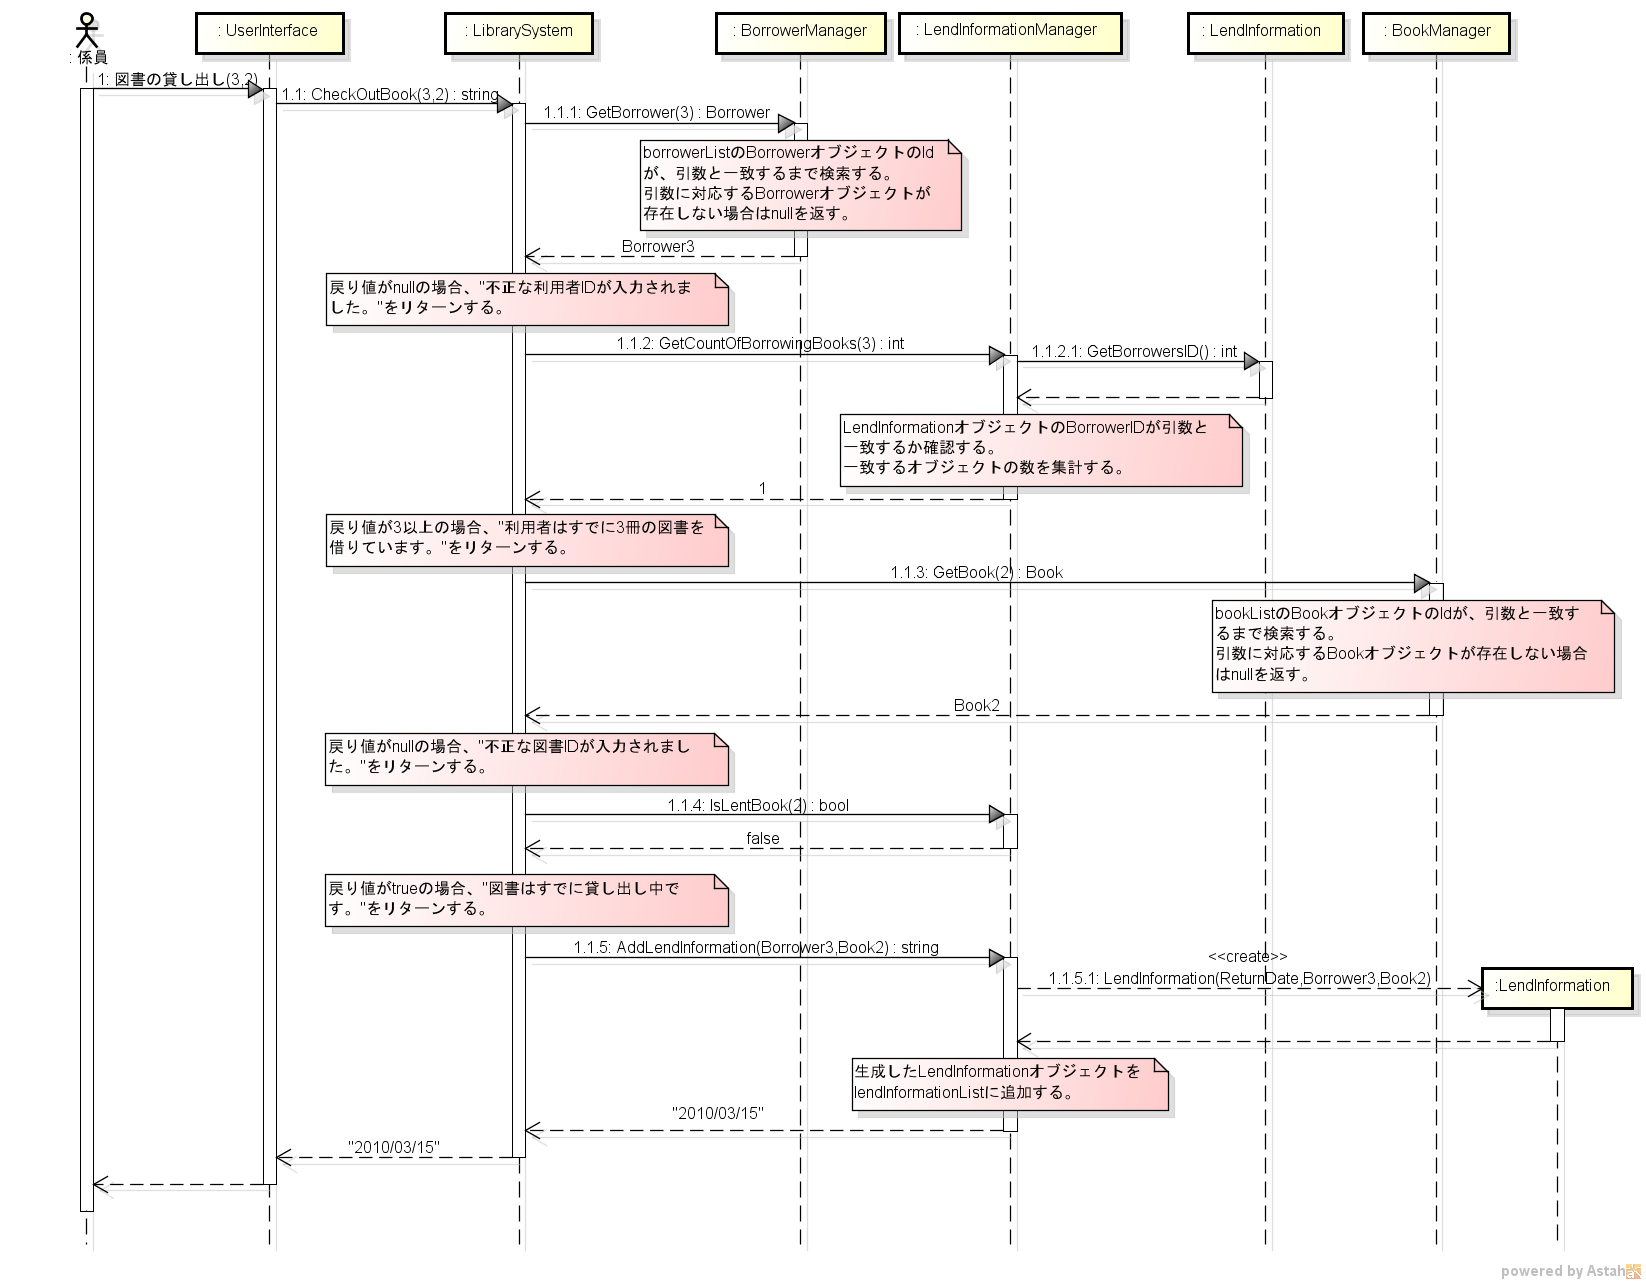 : UserInterface
: LibrarySystem
: BorrowerManager
: LendInformationManager
: LendInformation
: BookManager
: 係員
1: 図書の貸し出し(3,2)
1.1: CheckOutBook(3,2) : string
1.1.1: GetBorrower(3) : Borrower
borrowerListのBorrowerオブジェクトのId
が、引数と一致するまで検索する。
引数に対応するBorrowerオブジェクトが
存在しない場合はnullを返す。
Borrower3
戻り値がnullの場合、"不正な利用者IDが入力されま
した。"をリターンする。
1.1.2: GetCountOfBorrowingBooks(3) : int
1.1.2.1: GetBorrowersID() : int
LendInformationオブジェクトのBorrowerIDが引数と
一致するか確認する。
一致するオブジェクトの数を集計する。
1
戻り値が3以上の場合、"利用者はすでに3冊の図書を
借りています。"をリターンする。
1.1.3: GetBook(2) : Book
bookListのBookオブジェクトのIdが、引数と一致す
るまで検索する。
引数に対応するBookオブジェクトが存在しない場合
はnullを返す。
Book2
戻り値がnullの場合、"不正な図書IDが入力されまし
た。"をリターンする。
1.1.4: IsLentBook(2) : bool
false
戻り値がtrueの場合、"図書はすでに貸し出し中で
す。"をリターンする。
1.1.5: AddLendInformation(Borrower3,Book2) : string
<<create>>
1.1.5.1: LendInformation(ReturnDate,Borrower3,Book2)
:LendInformation
生成したLendInformationオブジェクトを
lendInformationListに追加する。
"2010/03/15"
"2010/03/15"
powered by Astah